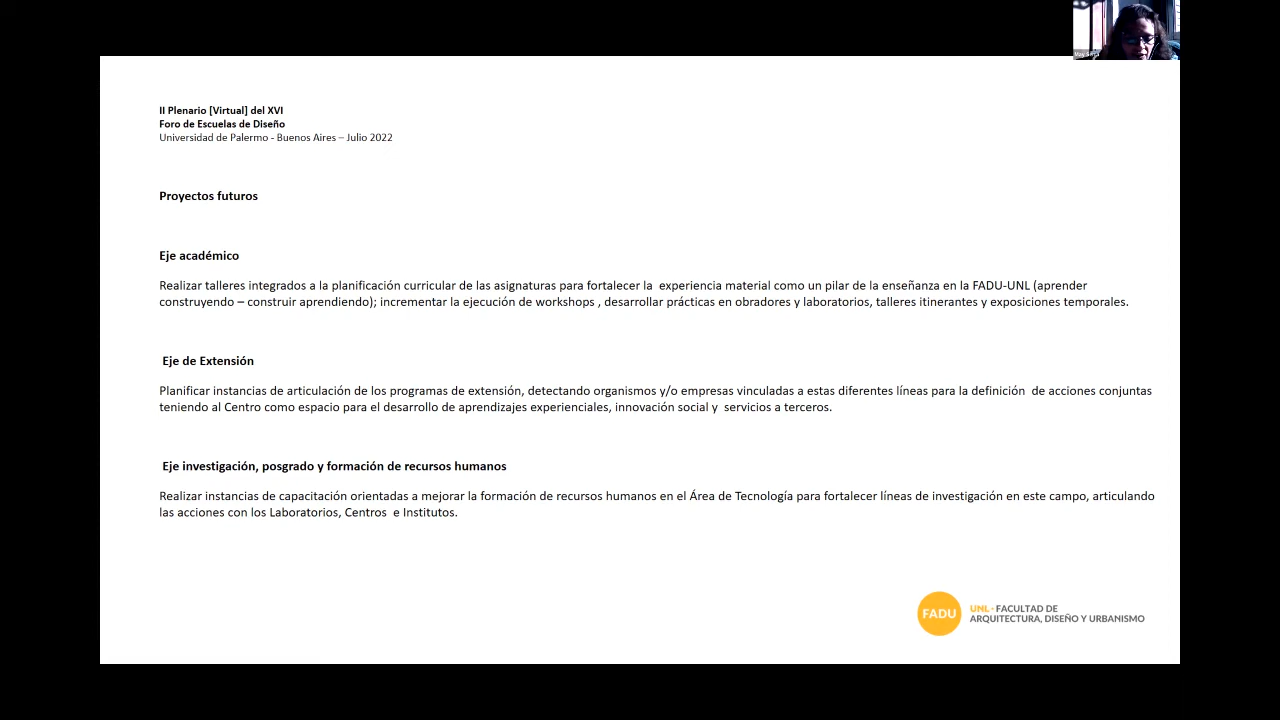 II Plenario [Virtual] del XVI
Foro de Escuelas de Diseño
Universidad de Palermo - Buenos Aires – Julio 2022
Proyectos futuros
Eje académico
Realizar talleres integrados a la planificación curricular de las asignaturas para fortalecer la experiencia material como un pilar de la enseñanza en la FADU-UNL (aprender
construyendo – construir aprendiendo); incrementar la ejecución de workshops , desarrollar prácticas en obradores y laboratorios, talleres itinerantes y exposiciones temporales.
Eje de Extensión
Planificar instancias de articulación de los programas de extensión, detectando organismos y/o empresas vinculadas a estas diferentes líneas para la definición de acciones conjuntas
teniendo al Centro como espacio para el desarrollo de aprendizajes experienciales, innovación social y servicios a terceros.
Eje investigación, posgrado y formación de recursos humanos
Realizar instancias de capacitación orientadas a mejorar la formación de recursos humanos en el Área de Tecnología para fortalecer líneas de investigación en este campo, articulando
las acciones con los Laboratorios, Centros e Institutos.
FADU
UNL - FACULTAD DE
ARQUITECTURA, DISEÑO Y URBANISMO